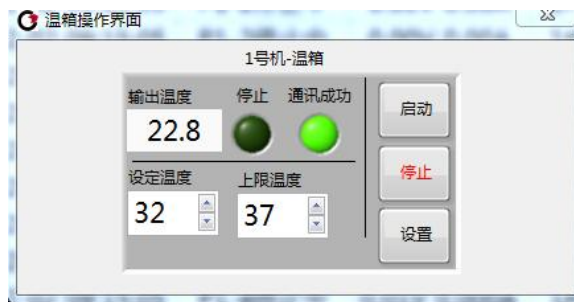 温箱操作界面
1号机-温箱
输出温度 停止 通讯成功
22.8
启动
设定温度 上限温度
停止
32 37
设置